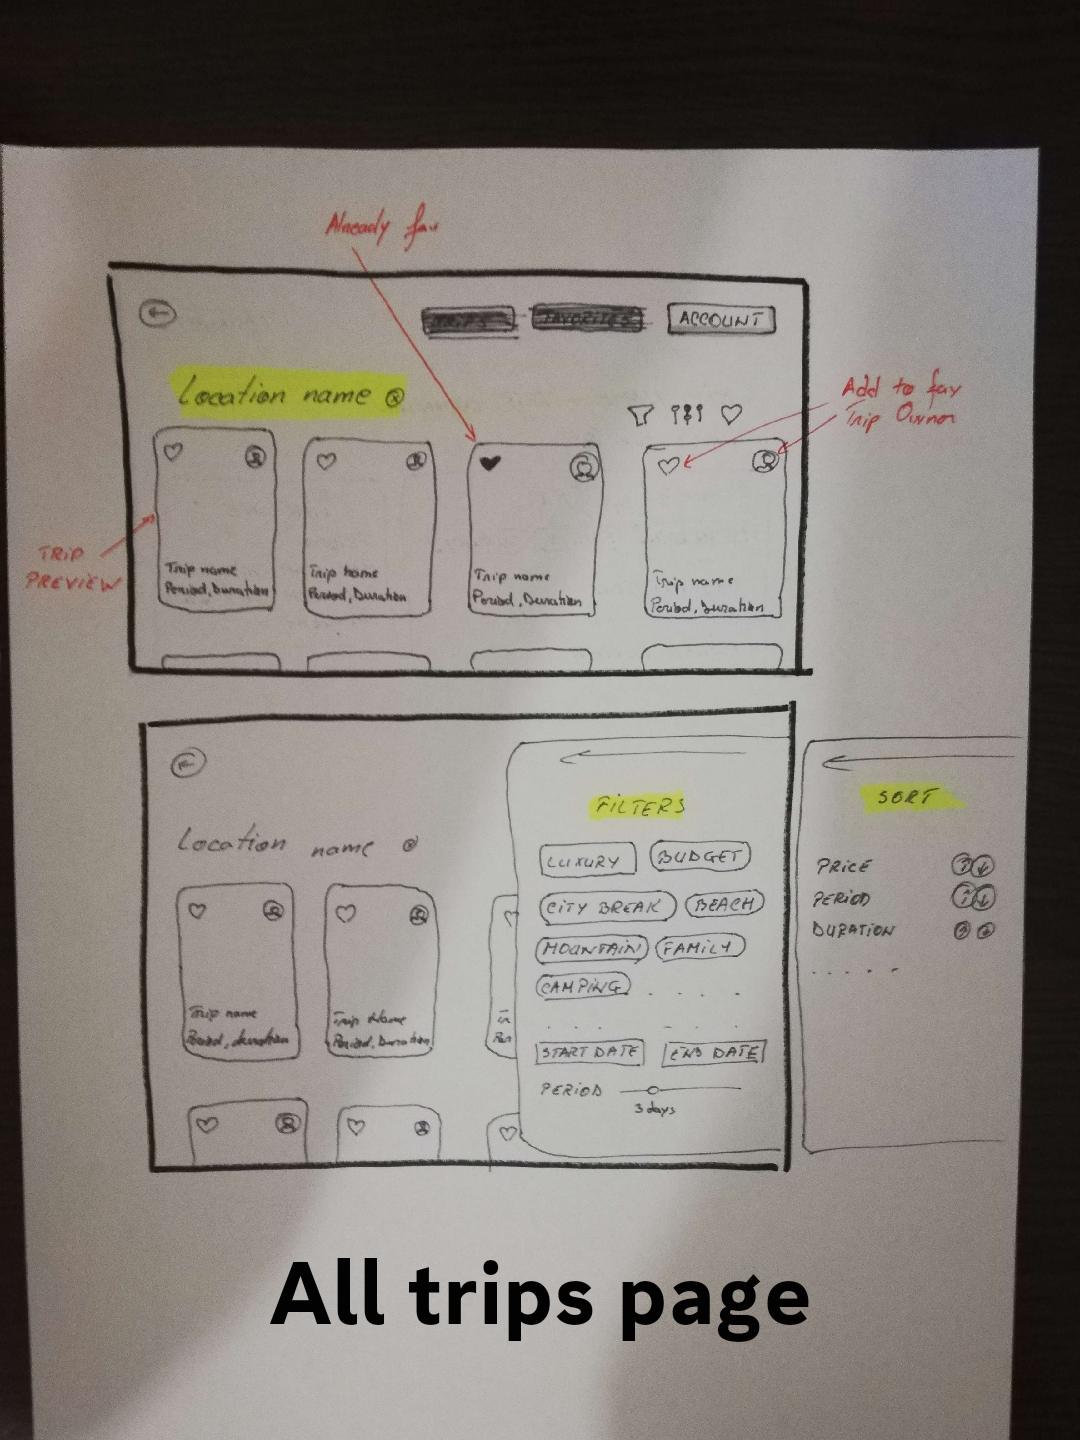 Already fav
TRIPS FAVORITES ACCOUNT
Location name
Add to fav
Trip Owner
TRIP
PREVIEW
Trip name
Period, Duration
Trip name
Period, Duration
Trip name
Period, Duration
Trip name
Period, Duration
FILTERS
SORT
Location name
LUXURY BUDGET
CITY BREAK BEACH
MOUNTAIN FAMILY
CAMPING . . . .
. . . . . .
START DATE END DATE
PERIOD
3 days
PRICE
PERIOD
DURATION
. . . . .
Trip name
Period, duration
Trip Name
Period, Duration
All trips page